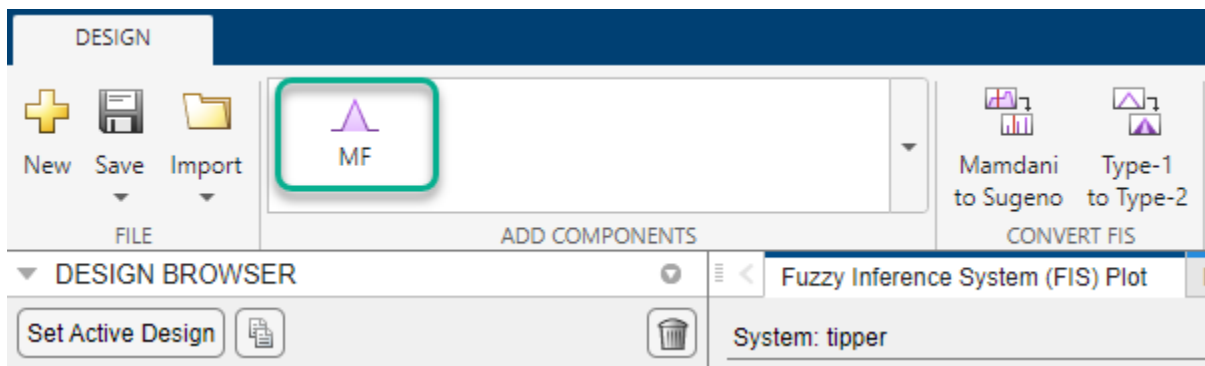 DESIGN
New Save Import
MF
Mamdani to Sugeno
Type-1 to Type-2
FILE
ADD COMPONENTS
CONVERT FIS
DESIGN BROWSER
Fuzzy Inference System (FIS) Plot
Set Active Design
System: tipper